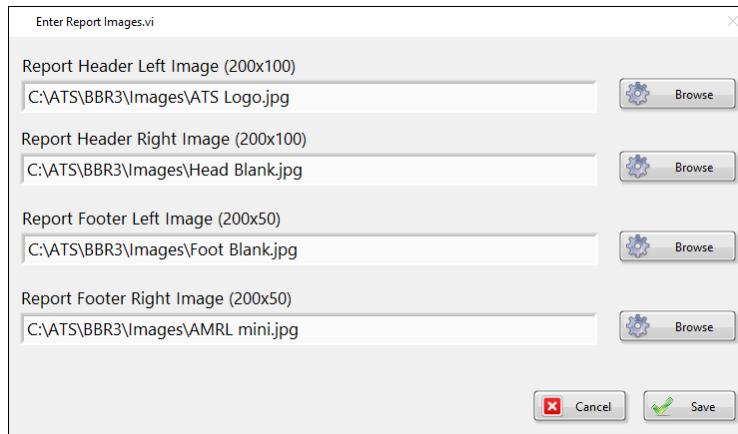 Enter Report Images.vi
Report Header Left Image (200x100)
C:\ATS\BBR3\Images\ATS Logo.jpg
Browse
Report Header Right Image (200x100)
C:\ATS\BBR3\Images\Head Blank.jpg
Browse
Report Footer Left Image (200x50)
C:\ATS\BBR3\Images\Foot Blank.jpg
Browse
Report Footer Right Image (200x50)
C:\ATS\BBR3\Images\AMRL mini.jpg
Browse
Cancel
Save